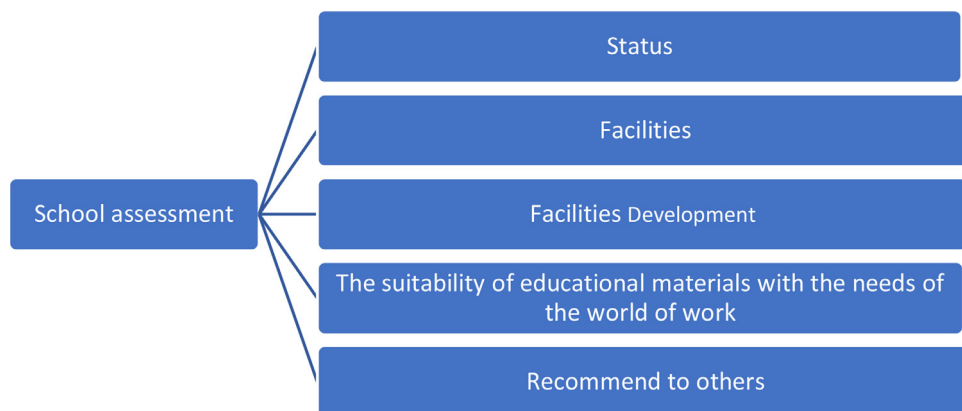 Status
Facilities
School assessment
Facilities Development
The suitability of educational materials with the needs of
the world of work
Recommend to others